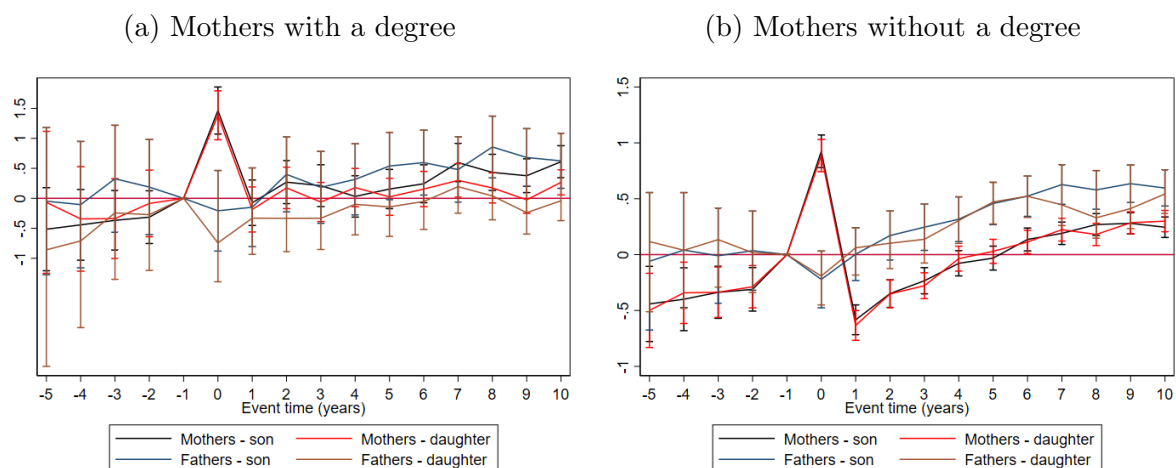 (a) Mothers with a degree
(b) Mothers without a degree
1.5
1
.5
0
-.5
-1
-5 -4 -3 -2 -1 0 1 2 3 4 5 6 7 8 9 10
Event time (years)
Mothers - son
Mothers - daughter
Fathers - son
Fathers - daughter
1.5
1
.5
0
-.5
-1
-5 -4 -3 -2 -1 0 1 2 3 4 5 6 7 8 9 10
Event time (years)
Mothers - son
Mothers - daughter
Fathers - son
Fathers - daughter